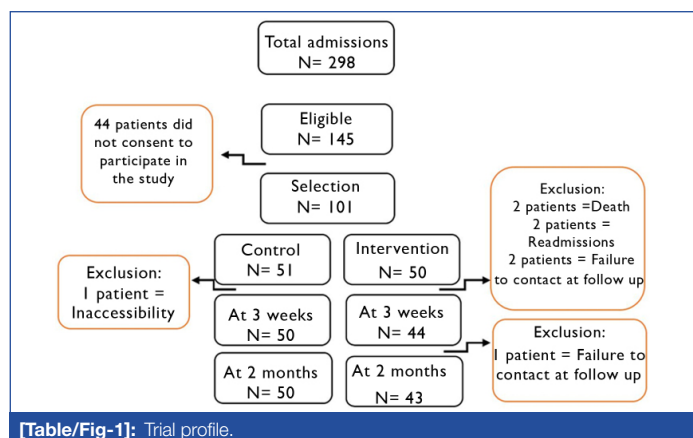 Total admissions
N= 298
Eligible
N= 145
44 patients did
not consent to
participate in
the study
Selection
N= 101
Exclusion:
2 patients =Death
2 patients =
Readmissions
2 patients = Failure
to contact at follow up
Control
N= 51
Intervention
N= 50
Exclusion:
1 patient =
Inaccessibility
At 3 weeks
N= 50
At 3 weeks
N= 44
Exclusion:
1 patient = Failure to
contact at follow up
At 2 months
N= 50
At 2 months
N= 43
[Table/Fig-1]: Trial profile.